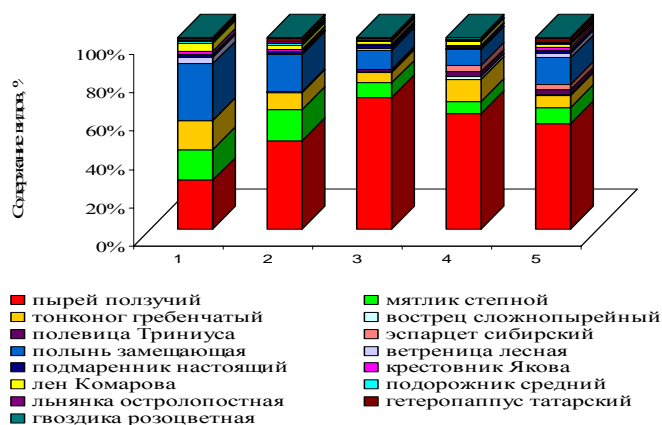 Содержание видов, %
100%
80%
60%
40%
20%
0%
1 2 3 4 5
пырей ползучий
мятлик степной
тонконог гребенчатый
вострец сложнопырейный
полевица Триниуса
эспарцет сибирский
полынь замещающая
ветреница лесная
подмаренник настоящий
крестовник Якова
лен Комарова
подорожник средний
льнянка остролопостная
гетеропаппус татарский
гвоздика розоцветная